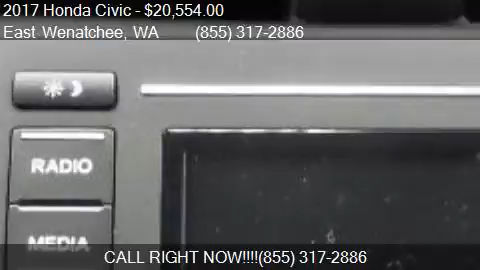 2017 Honda Civic - $20,554.00
East Wenatchee, WA (855) 317-2886
RADIO
MEDIA
CALL RIGHT NOW!!!!(855) 317-2886